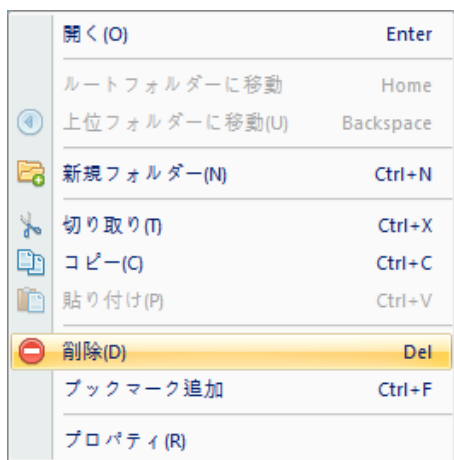 開く(O) Enter
ルートフォルダーに移動 Home
上位フォルダーに移動(U) Backspace
新規フォルダー(N) Ctrl+N
切り取り(T) Ctrl+X
コピー(C) Ctrl+C
貼り付け(P) Ctrl+V
削除(D) Del
ブックマーク追加 Ctrl+F
プロパティ(R)